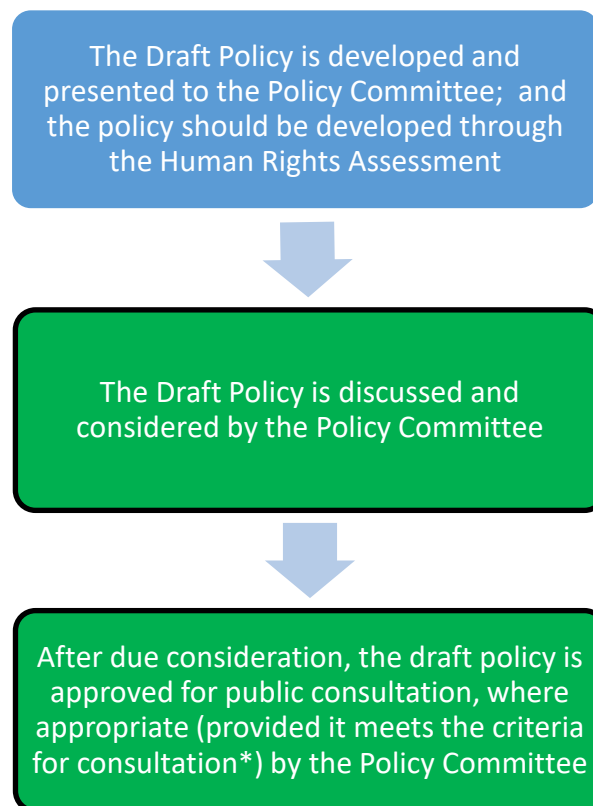 The Draft Policy is developed and
presented to the Policy Committee;  and
the policy should be developed through
the Human Rights Assessment
The Draft Policy is discussed and
considered by the Policy Committee
After due consideration, the draft policy is
approved for public consultation, where
appropriate (provided it meets the criteria
for consultation*) by the Policy Committee